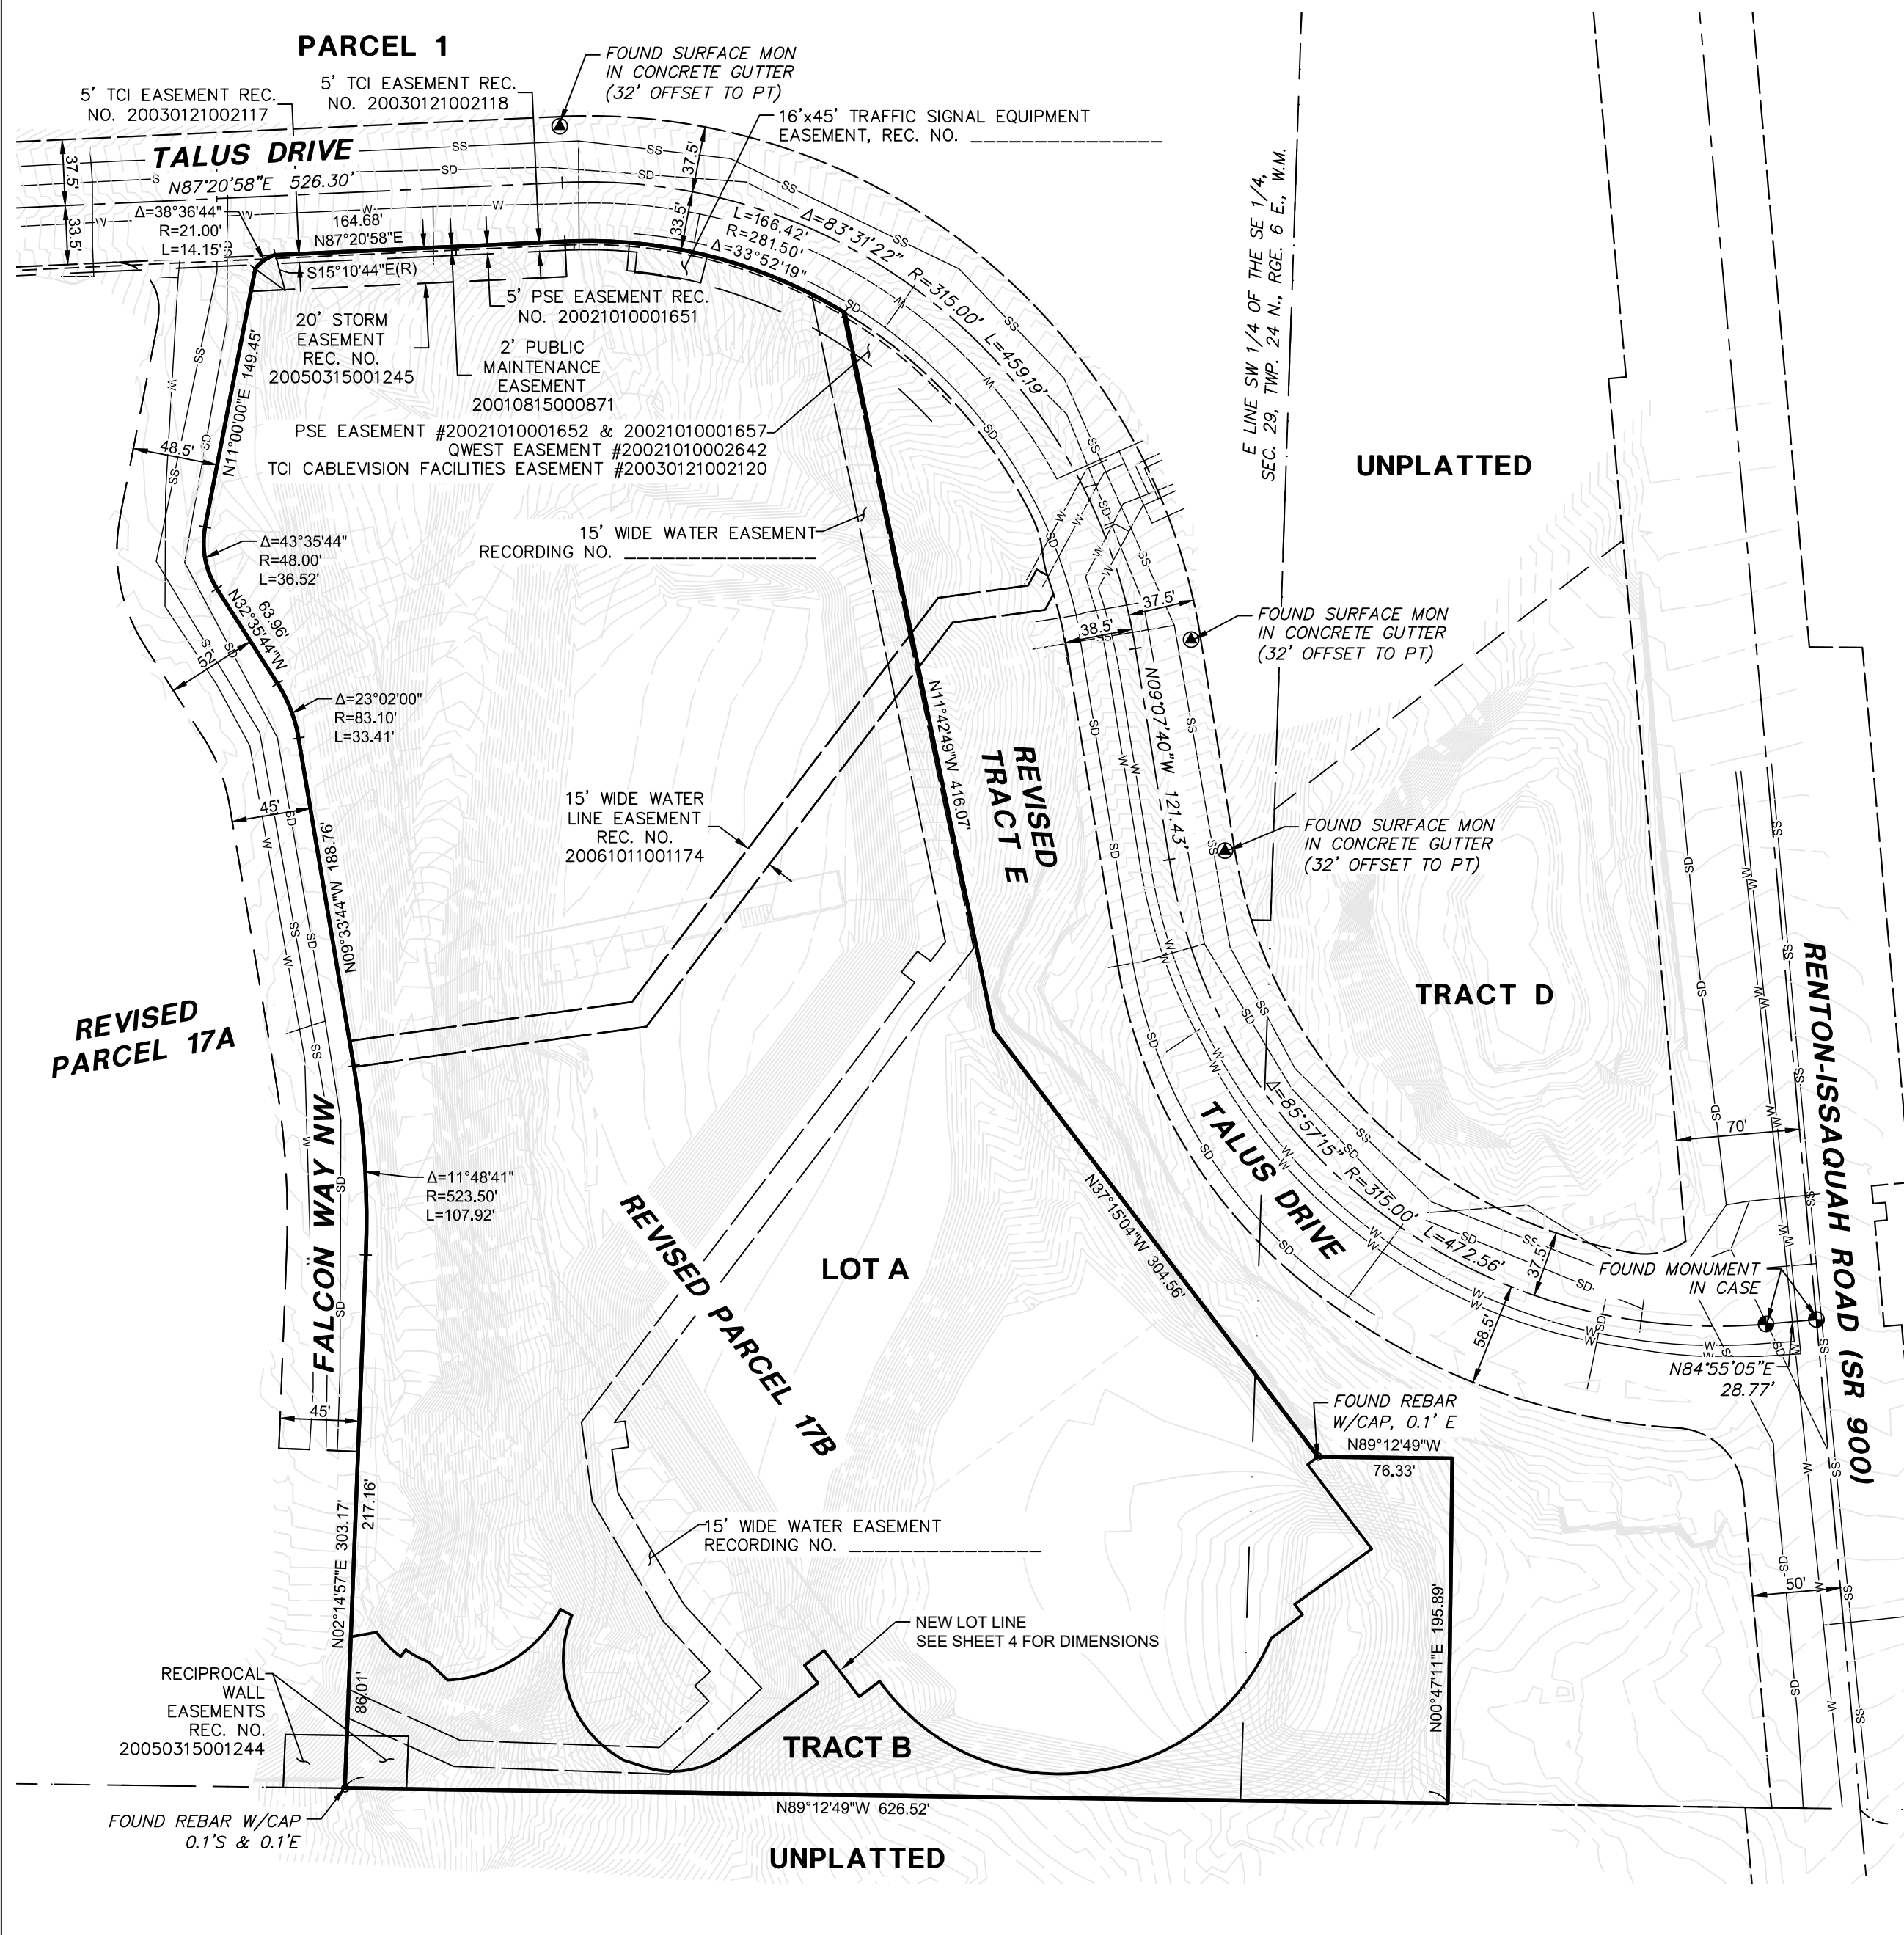 PARCEL 1
FOUND SURFACE MON
IN CONCRETE GUTTER
(32' OFFSET TO PT)
5' TCI EASEMENT REC.
NO. 20030121002117
5' TCI EASEMENT REC.
NO. 20030121002118
16'x45' TRAFFIC SIGNAL EQUIPMENT
EASEMENT, REC. NO. _______________
TALUS DRIVE
N87°20'58"E 526.30'
37.5'
33.5'
37.5'
33.5'
Δ=38°36'44"
R=21.00'
L=14.15'
164.68'
N87°20'58"E
S15°10'44"E(R)
L=166.42'
R=281.50'
Δ=33°52'19"
Δ=83°31'22" R=315.00' L=459.19'
E LINE SW 1/4 OF THE SE 1/4,
SEC. 29, TWP. 24 N., RGE. 6 E., W.M.
5' PSE EASEMENT REC.
NO. 20021010001651
20' STORM
EASEMENT
REC. NO.
20050315001245
2' PUBLIC
MAINTENANCE
EASEMENT
20010815000871
PSE EASEMENT #20021010001652 & 20021010001657
QWEST EASEMENT #20021010002642
TCI CABLEVISION FACILITIES EASEMENT #20030121002120
N11°00'00"E 149.45'
48.5'
UNPLATTED
15' WIDE WATER EASEMENT
RECORDING NO. _______________
Δ=43°35'44"
R=48.00'
L=36.52'
63.96'
N32°35'44"W
52'
37.5'
38.5'
FOUND SURFACE MON
IN CONCRETE GUTTER
(32' OFFSET TO PT)
Δ=23°02'00"
R=83.10'
L=33.41'
N11°42'49"W 416.07'
N09°07'40"W 121.43'
REVISED
TRACT E
45'
N09°33'44"W 188.76'
15' WIDE WATER
LINE EASEMENT
REC. NO.
20061011001174
FOUND SURFACE MON
IN CONCRETE GUTTER
(32' OFFSET TO PT)
TRACT D
RENTON-ISSAQUAH ROAD (SR 900)
REVISED
PARCEL 17A
FALCON WAY NW
Δ=11°48'41"
R=523.50'
L=107.92'
REVISED PARCEL 17B
LOT A
N37°15'04"W 304.56'
TALUS DRIVE
Δ=85°57'15" R=315.00' L=472.56'
70'
37.5'
58.5'
FOUND MONUMENT
IN CASE
N84°55'05"E
28.77'
45'
FOUND REBAR
W/CAP, 0.1' E
N89°12'49"W
76.33'
N02°14'57"E 303.17'
217.16'
15' WIDE WATER EASEMENT
RECORDING NO. _______________
50'
N00°47'11"E 195.89'
NEW LOT LINE
SEE SHEET 4 FOR DIMENSIONS
RECIPROCAL
WALL
EASEMENTS
REC. NO.
20050315001244
86.01'
TRACT B
N89°12'49"W 626.52'
FOUND REBAR W/CAP
0.1'S & 0.1'E
UNPLATTED